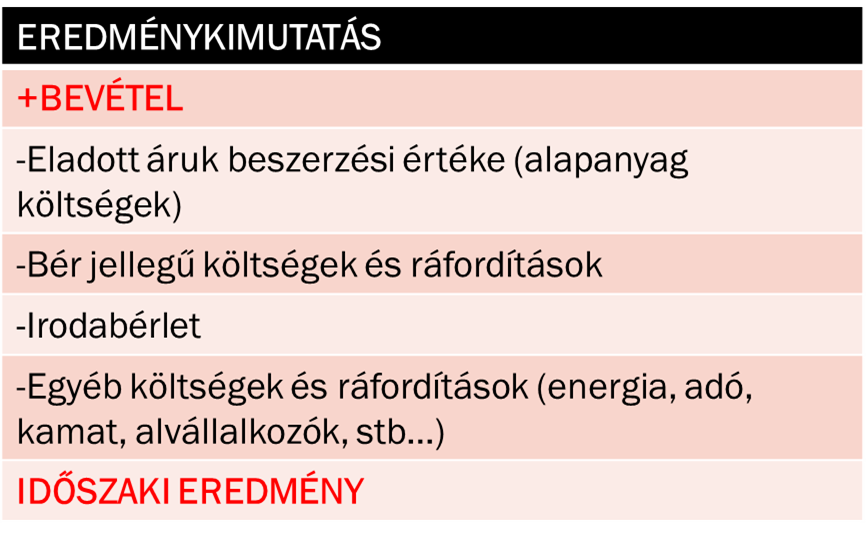 EREDMÉNYKIMUTATÁS
+BEVÉTEL
-Eladott áruk beszerzési értéke (alapanyag
költségek)
-Bér jellegű költségek és ráfordítások
-Irodabérlet
-Egyéb költségek és ráfordítások (energia, adó,
kamat, alvállalkozók, stb...)
IDŐSZAKI EREDMÉNY